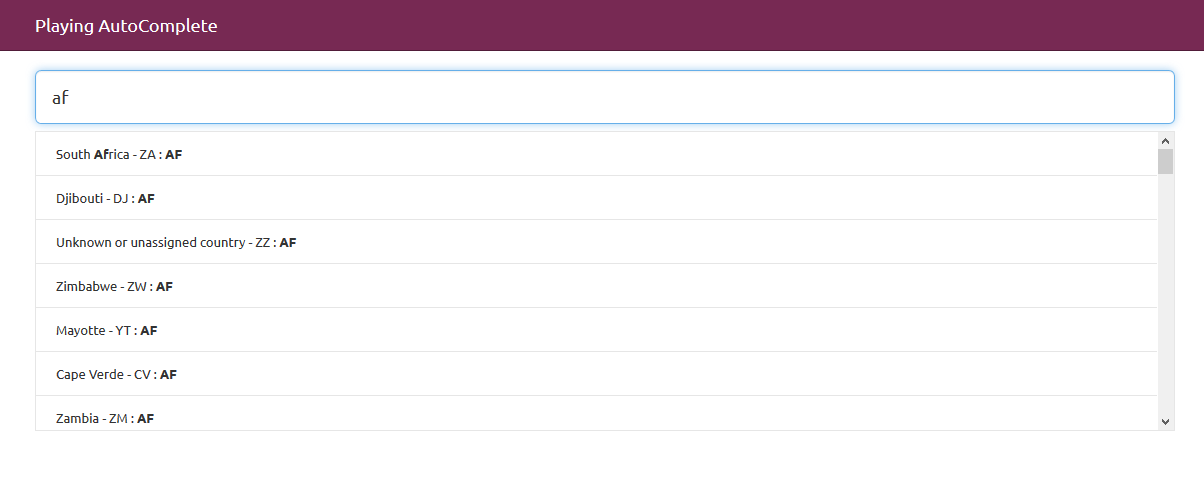 Playing AutoComplete
af
South Africa - ZA : AF
Djibouti - DJ : AF
Unknown or unassigned country - ZZ : AF
Zimbabwe - ZW : AF
Mayotte - YT : AF
Cape Verde - CV : AF
Zambia - ZM : AF